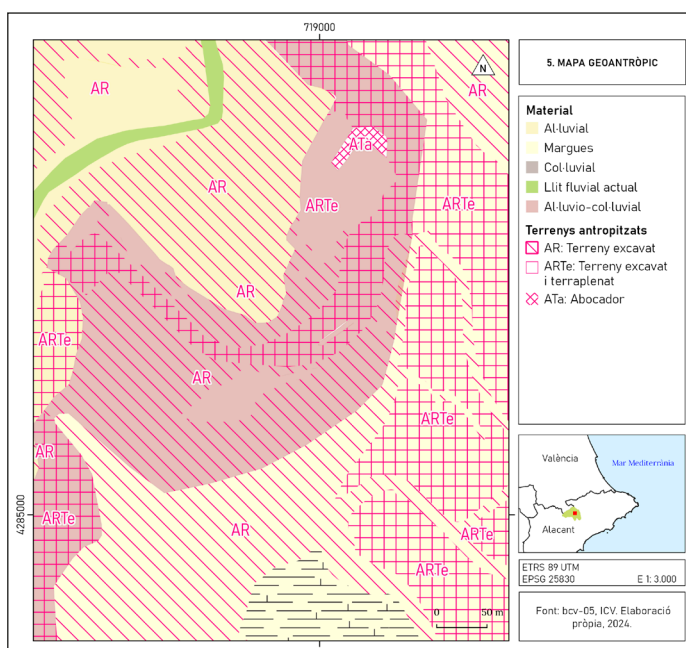 719000
4285000
AR
AR
AR
ATa
ARTe
ARTe
AR
ARTe
AR
ARTe
AR
ARTe
AR
ARTe
ARTe
N
0 50 m
5. MAPA GEOANTRÒPIC
Material
Al·luvial
Margues
Col·luvial
Llit fluvial actual
Al·luvio-col·luvial
Terrenys antropitzats
AR: Terreny excavat
ARTe: Terreny excavat
i terraplenat
ATa: Abocador
València
Mar Mediterrània
Alacant
ETRS 89 UTM
EPSG 25830 E 1: 3.000
Font: bcv-05, ICV. Elaboració
pròpia, 2024.